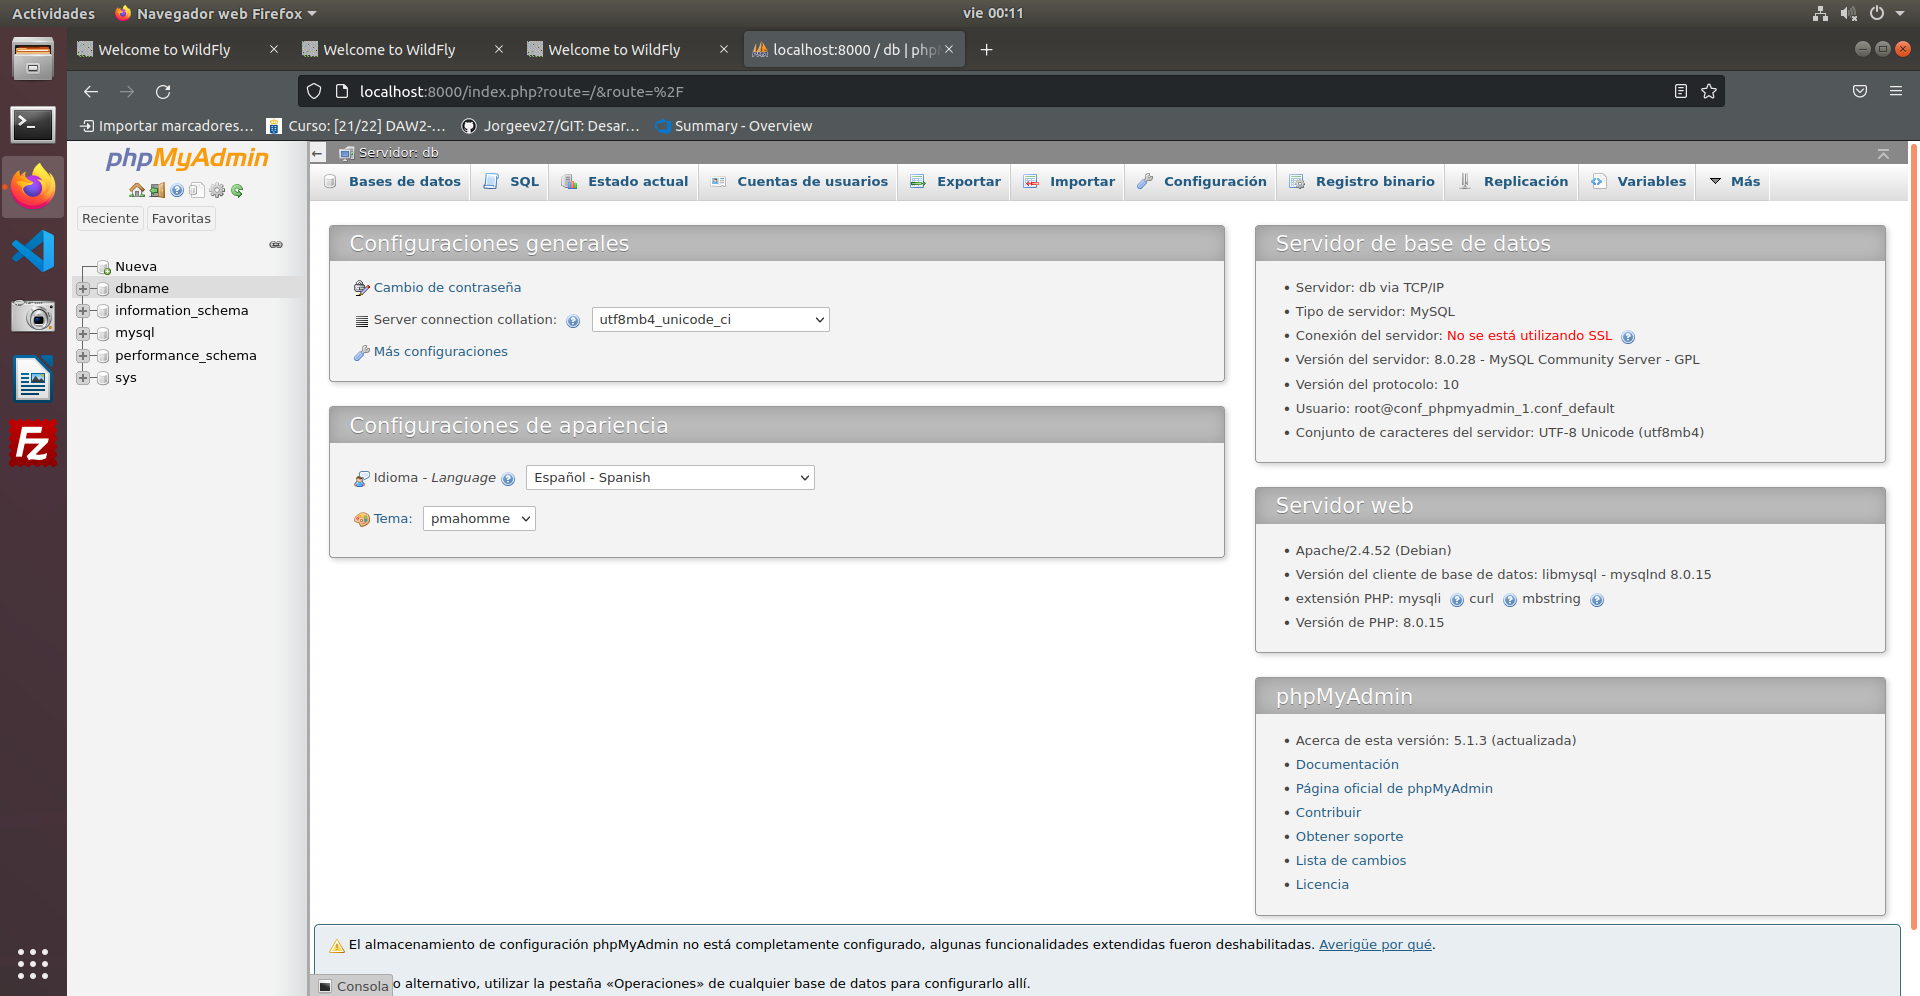 Actividades
Navegador web Firefox
vie 00:11
Welcome to WildFly
Welcome to WildFly
Welcome to WildFly
localhost:8000 / db | php
localhost:8000/index.php?route=/&route=%2F
Importar marcadores…
Curso: [21/22] DAW2-…
Jorgeev27/GIT: Desar…
Summary - Overview
phpMyAdmin
Reciente
Favoritas
Nueva
dbname
information_schema
mysql
performance_schema
sys
Servidor: db
Bases de datos
SQL
Estado actual
Cuentas de usuarios
Exportar
Importar
Configuración
Registro binario
Replicación
Variables
Más
Configuraciones generales
Cambio de contraseña
Server connection collation:
utf8mb4_unicode_ci
Más configuraciones
Configuraciones de apariencia
Idioma - Language
Español - Spanish
Tema:
pmahomme
Servidor de base de datos
Servidor: db via TCP/IP
Tipo de servidor: MySQL
Conexión del servidor: No se está utilizando SSL
Versión del servidor: 8.0.28 - MySQL Community Server - GPL
Versión del protocolo: 10
Usuario: root@conf_phpmyadmin_1.conf_default
Conjunto de caracteres del servidor: UTF-8 Unicode (utf8mb4)
Servidor web
Apache/2.4.52 (Debian)
Versión del cliente de base de datos: libmysql - mysqlnd 8.0.15
extensión PHP: mysqli curl mbstring
Versión de PHP: 8.0.15
phpMyAdmin
Acerca de esta versión: 5.1.3 (actualizada)
Documentación
Página oficial de phpMyAdmin
Contribuir
Obtener soporte
Lista de cambios
Licencia
El almacenamiento de configuración phpMyAdmin no está completamente configurado, algunas funcionalidades extendidas fueron deshabilitadas. Averigüe por qué.
o alternativo, utilizar la pestaña «Operaciones» de cualquier base de datos para configurarlo allí.
Consola